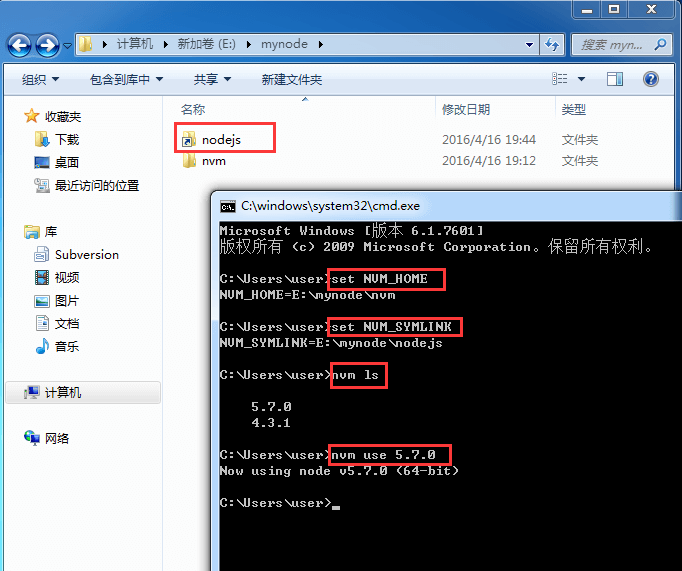 计算机 新加卷 (E:) mynode 搜索 myn...
组织 包含到库中 共享 新建文件夹
名称 修改日期 类型
收藏夹
下载
桌面
最近访问的位置
库
Subversion
视频
图片
文档
音乐
计算机
网络
nodejs 2016/4/16 19:44 文件夹
nvm 2016/4/16 19:12 文件夹
C:\windows\system32\cmd.exe
Microsoft Windows [版本 6.1.7601]
版权所有 (c) 2009 Microsoft Corporation。保留所有权利。
C:\Users\user>set NVM_HOME
NVM_HOME=E:\mynode\nvm
C:\Users\user>set NVM_SYMLINK
NVM_SYMLINK=E:\mynode\nodejs
C:\Users\user>nvm ls
5.7.0
4.3.1
C:\Users\user>nvm use 5.7.0
Now using node v5.7.0 (64-bit)
C:\Users\user>_